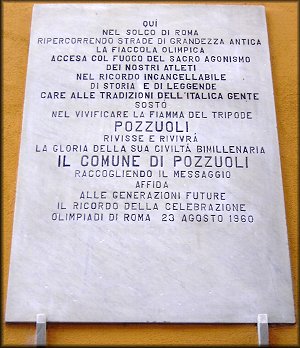 QUI
NEL SOLCO DI ROMA
RIPERCORRENDO STRADE DI GRANDEZZA ANTICA
LA FIACCOLA OLIMPICA
ACCESA COL FUOCO DEL SACRO AGONISMO
DEI NOSTRI ATLETI
NEL RICORDO INCANCELLABILE
DI STORIA E DI LEGGENDE
CARE ALLE TRADIZIONI DELL'ITALICA GENTE
SOSTÒ
NEL VIVIFICARE LA FIAMMA DEL TRIPODE
POZZUOLI
RIVISSE E RIVIVRÀ
LA GLORIA DELLA SUA CIVILTÀ BIMILLENARIA
IL COMUNE DI POZZUOLI
RACCOGLIENDO IL MESSAGGIO
AFFIDA
ALLE GENERAZIONI FUTURE
IL RICORDO DELLA CELEBRAZIONE
OLIMPIADI DI ROMA 23 AGOSTO 1960